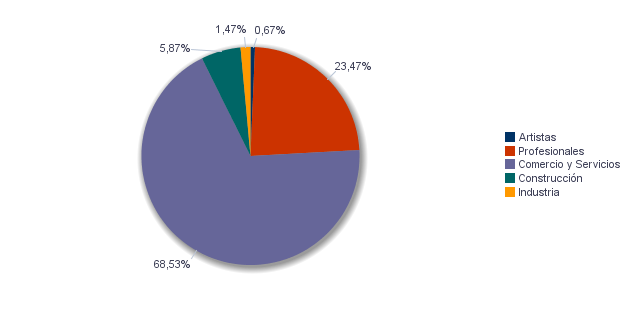 1,47%
0,67%
5,87%
23,47%
68,53%
Artistas
Profesionales
Comercio y Servicios
Construcción
Industria